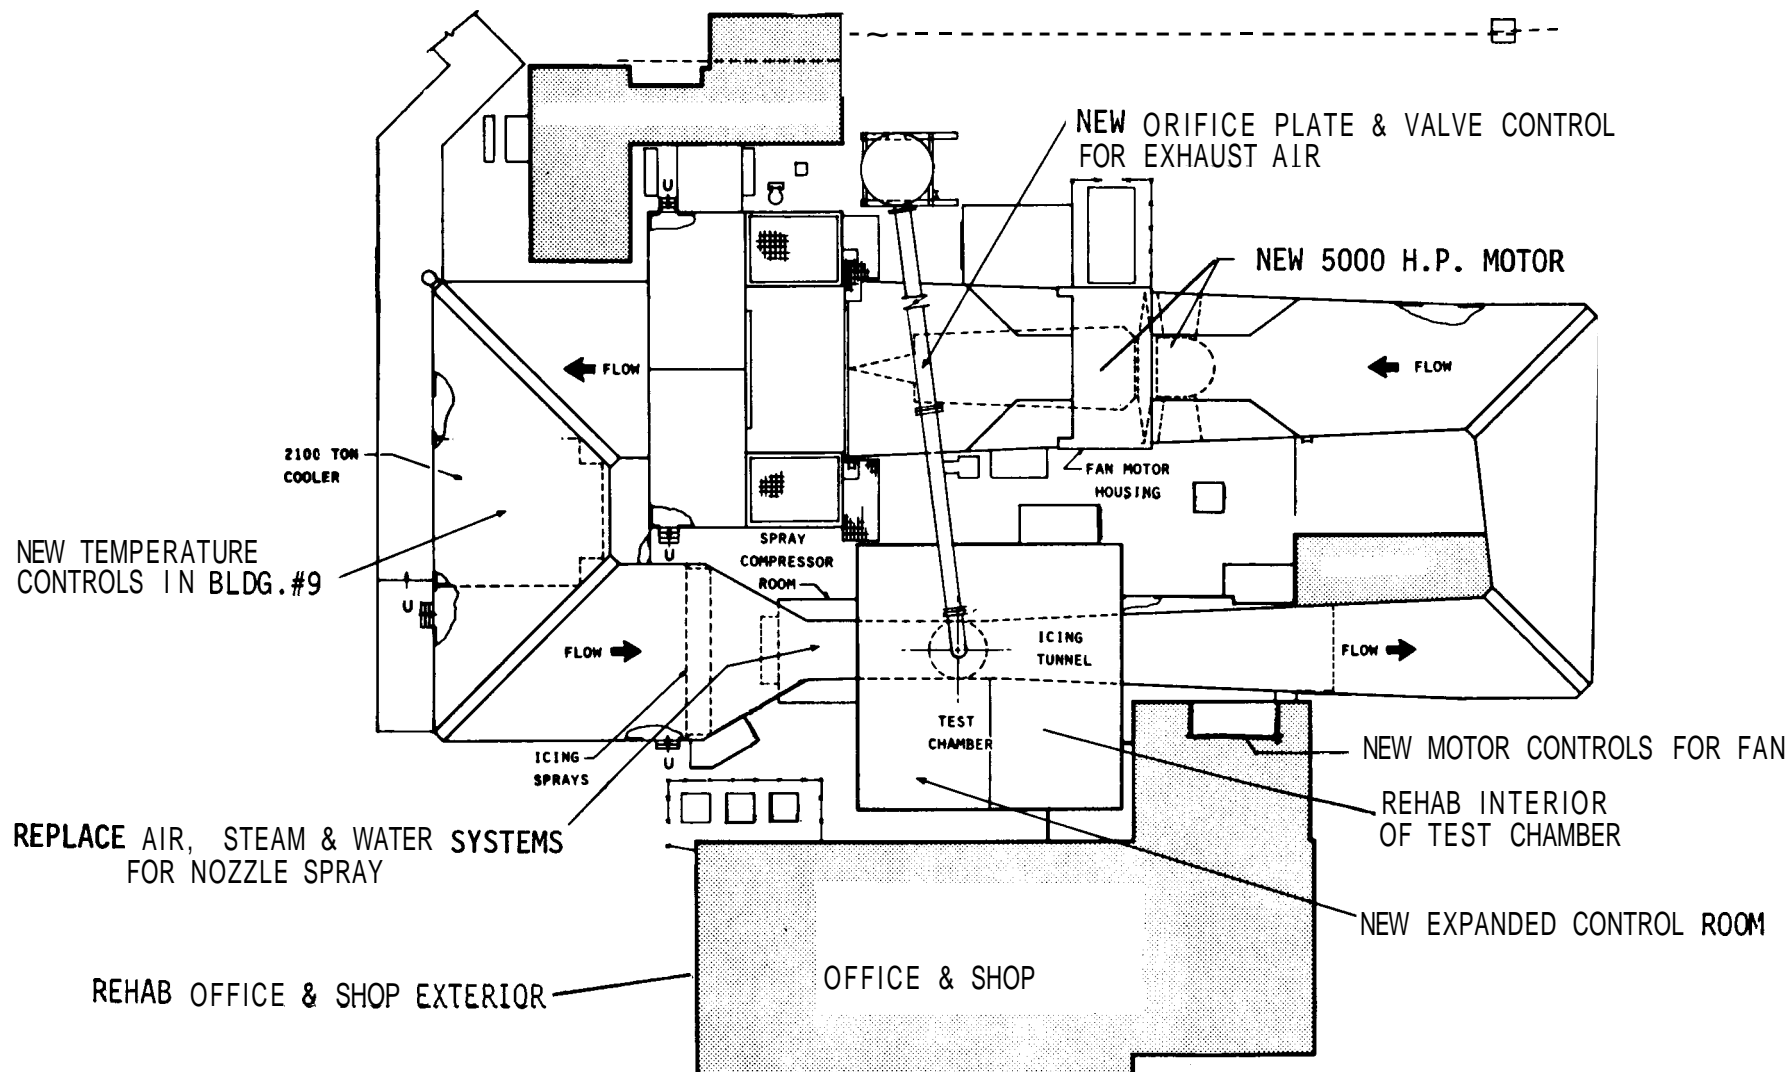 NEW ORIFICE PLATE & VALVE CONTROL
FOR EXHAUST AIR
NEW 5000 H.P. MOTOR
FLOW
FLOW
2100 TON
COOLER
FAN MOTOR
HOUSING
NEW TEMPERATURE
CONTROLS IN BLDG.#9
SPRAY
COMPRESSOR
ROOM
FLOW
ICING
TUNNEL
FLOW
TEST
CHAMBER
ICING
SPRAYS
NEW MOTOR CONTROLS FOR FAN
REHAB INTERIOR
OF TEST CHAMBER
REPLACE AIR, STEAM & WATER SYSTEMS
FOR NOZZLE SPRAY
NEW EXPANDED CONTROL ROOM
OFFICE & SHOP
REHAB OFFICE & SHOP EXTERIOR